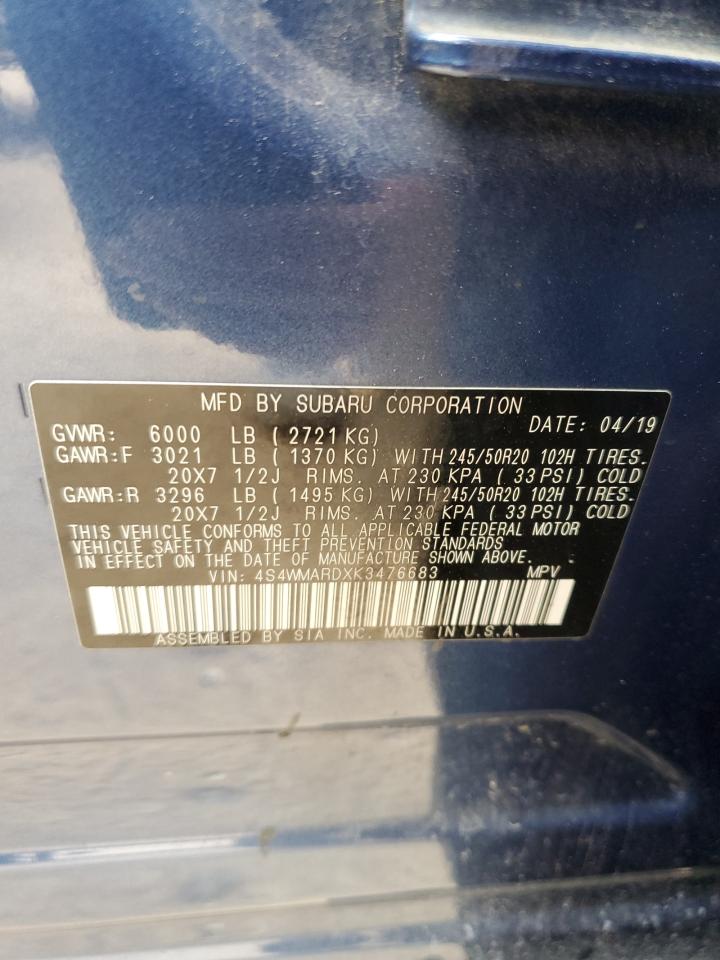 MFD BY SUBARU CORPORATION
DATE: 04/19
GVWR: 6000 LB ( 2721 KG)
GAWR:F 3021 LB ( 1370 KG) WITH 245/50R20 102H TIRES.
20X7 1/2J RIMS. AT 230 KPA ( 33 PSI) COLD
GAWR:R 3296 LB ( 1495 KG) WITH 245/50R20 102H TIRES.
20X7 1/2J RIMS. AT 230 KPA ( 33 PSI) COLD
THIS VEHICLE CONFORMS TO ALL APPLICABLE FEDERAL MOTOR
VEHICLE SAFETY AND THEFT PREVENTION STANDARDS
IN EFFECT ON THE DATE OF MANUFACTURE SHOWN ABOVE.
VIN: 4S4WMARDXK3476683 MPV
ASSEMBLED BY SIA INC. MADE IN U.S.A.